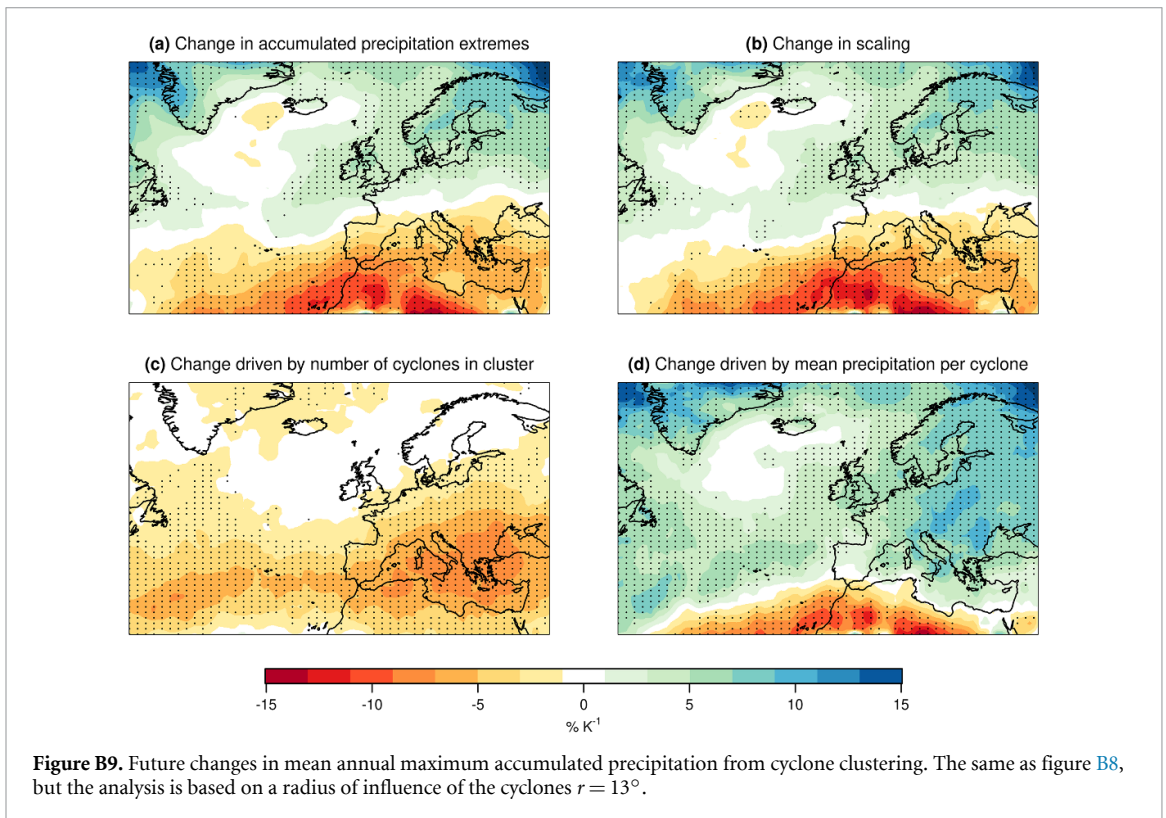 (a) Change in accumulated precipitation extremes
(b) Change in scaling
(c) Change driven by number of cyclones in cluster
(d) Change driven by mean precipitation per cyclone
-15 -10 -5 0 5 10 15
% K⁻¹
Figure B9. Future changes in mean annual maximum accumulated precipitation from cyclone clustering. The same as figure B8,
but the analysis is based on a radius of influence of the cyclones r = 13°.